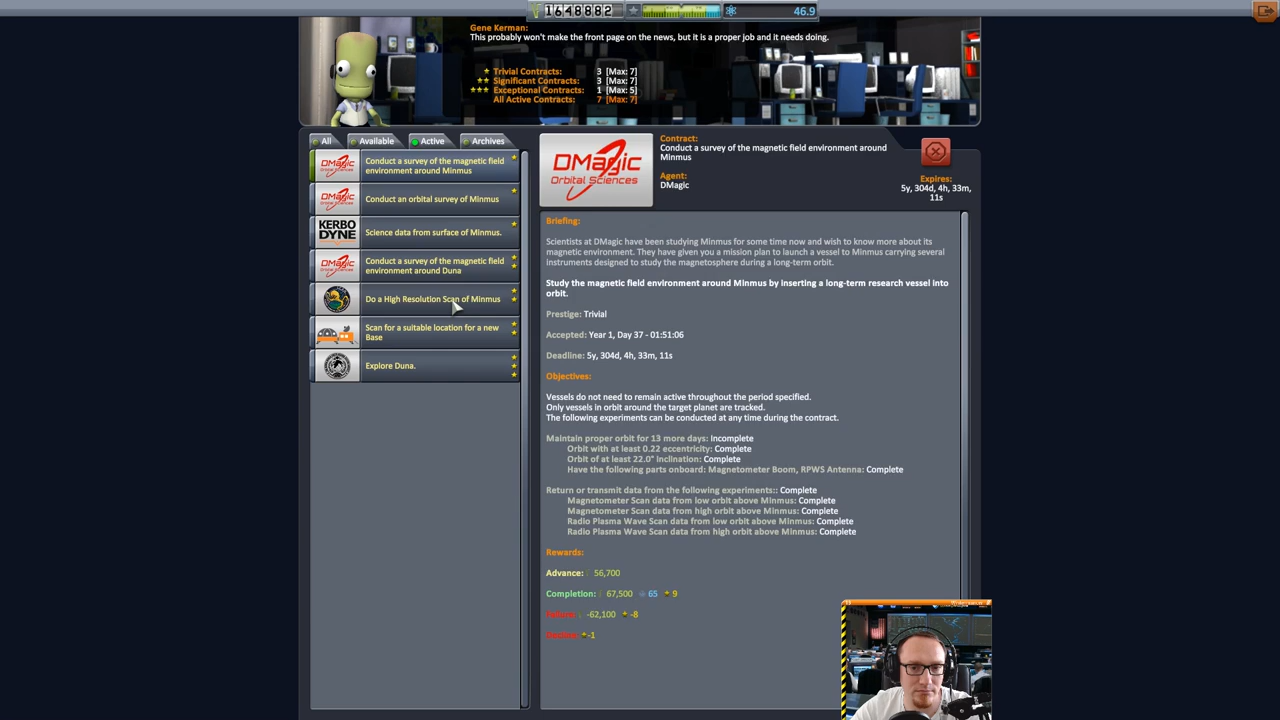 1648882
46.9
Gene Kerman:
This probably won't make the front page on the news, but it is a proper job and it needs doing.
Trivial Contracts: 3 [Max: 7]
Significant Contracts: 3 [Max: 7]
Exceptional Contracts: 1 [Max: 5]
All Active Contracts: 7 [Max: 7]
All
Available
Active
Archives
DMagic
Conduct a survey of the magnetic field
environment around Minmus
DMagic
Conduct an orbital survey of Minmus
KERBO
DYNE
Science data from surface of Minmus.
DMagic
Conduct a survey of the magnetic field
environment around Duna
Do a High Resolution Scan of Minmus
Scan for a suitable location for a new
Base
Explore Duna.
DMagic
Orbital Sciences
Contract:
Conduct a survey of the magnetic field environment around
Minmus
Agent:
DMagic
Expires:
5y, 304d, 4h, 33m,
11s
Briefing:
Scientists at DMagic have been studying Minmus for some time now and wish to know more about its
magnetic environment. They have given you a mission plan to launch a vessel to Minmus carrying several
instruments designed to study the magnetosphere during a long-term orbit.
Study the magnetic field environment around Minmus by inserting a long-term research vessel into
orbit.
Prestige: Trivial
Accepted: Year 1, Day 37 - 01:51:06
Deadline: 5y, 304d, 4h, 33m, 11s
Objectives:
Vessels do not need to remain active throughout the period specified.
Only vessels in orbit around the target planet are tracked.
The following experiments can be conducted at any time during the contract.
Maintain proper orbit for 13 more days: Incomplete
Orbit with at least 0.22 eccentricity: Complete
Orbit of at least 22.0° inclination: Complete
Have the following parts onboard: Magnetometer Boom, RPWS Antenna: Complete
Return or transmit data from the following experiments:: Complete
Magnetometer Scan data from low orbit above Minmus: Complete
Magnetometer Scan data from high orbit above Minmus: Complete
Radio Plasma Wave Scan data from low orbit above Minmus: Complete
Radio Plasma Wave Scan data from high orbit above Minmus: Complete
Rewards:
Advance: 56,700
Completion: 67,500 65 9
Failure: -62,100 -8
Decline: -1